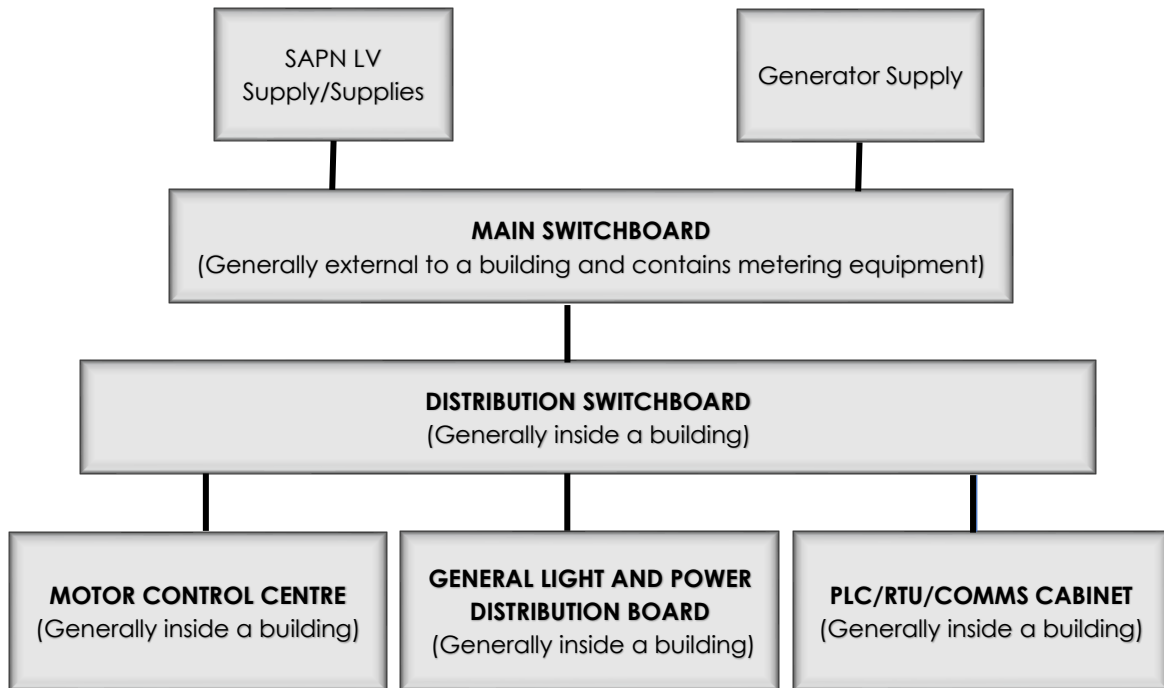 SAPN LV
Supply/Supplies
Generator Supply
MAIN SWITCHBOARD
(Generally external to a building and contains metering equipment)
DISTRIBUTION SWITCHBOARD
(Generally inside a building)
MOTOR CONTROL CENTRE
(Generally inside a building)
GENERAL LIGHT AND POWER
DISTRIBUTION BOARD
(Generally inside a building)
PLC/RTU/COMMS CABINET
(Generally inside a building)